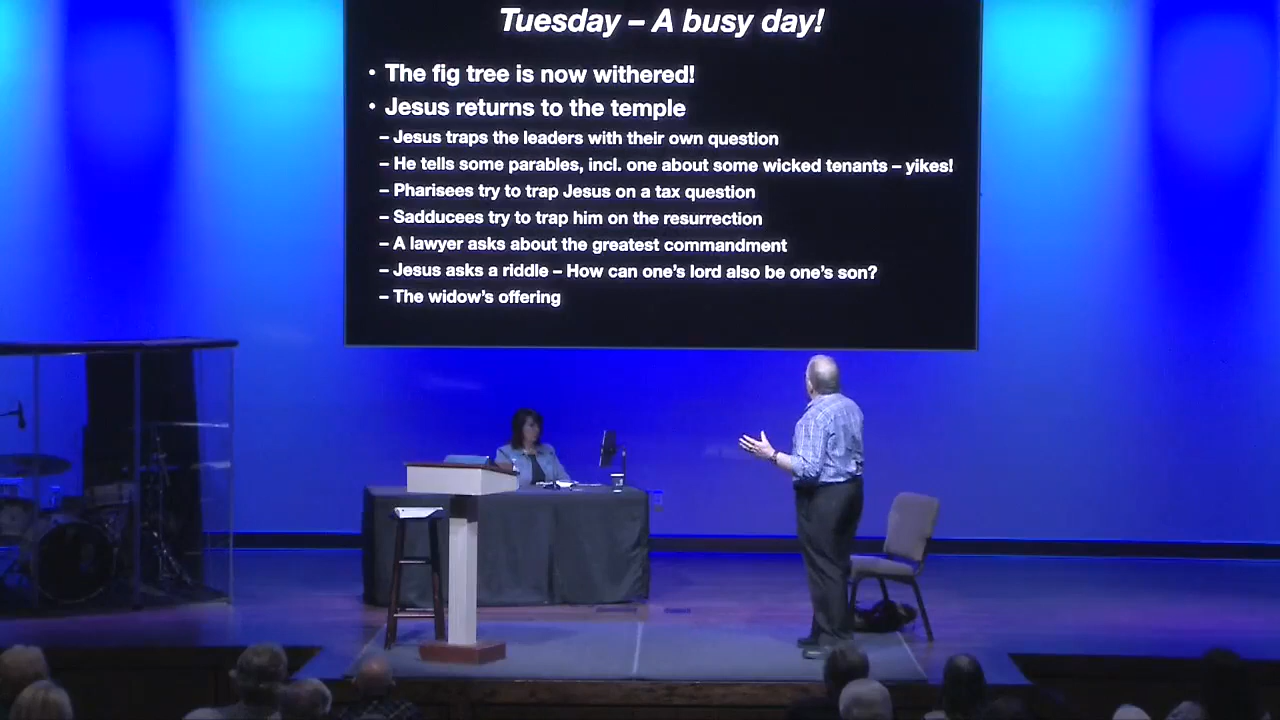 Tuesday – A busy day!
• The fig tree is now withered!
• Jesus returns to the temple
– Jesus traps the leaders with their own question
– He tells some parables, incl. one about some wicked tenants – yikes!
– Pharisees try to trap Jesus on a tax question
– Sadducees try to trap him on the resurrection
– A lawyer asks about the greatest commandment
– Jesus asks a riddle – How can one's lord also be one's son?
– The widow's offering